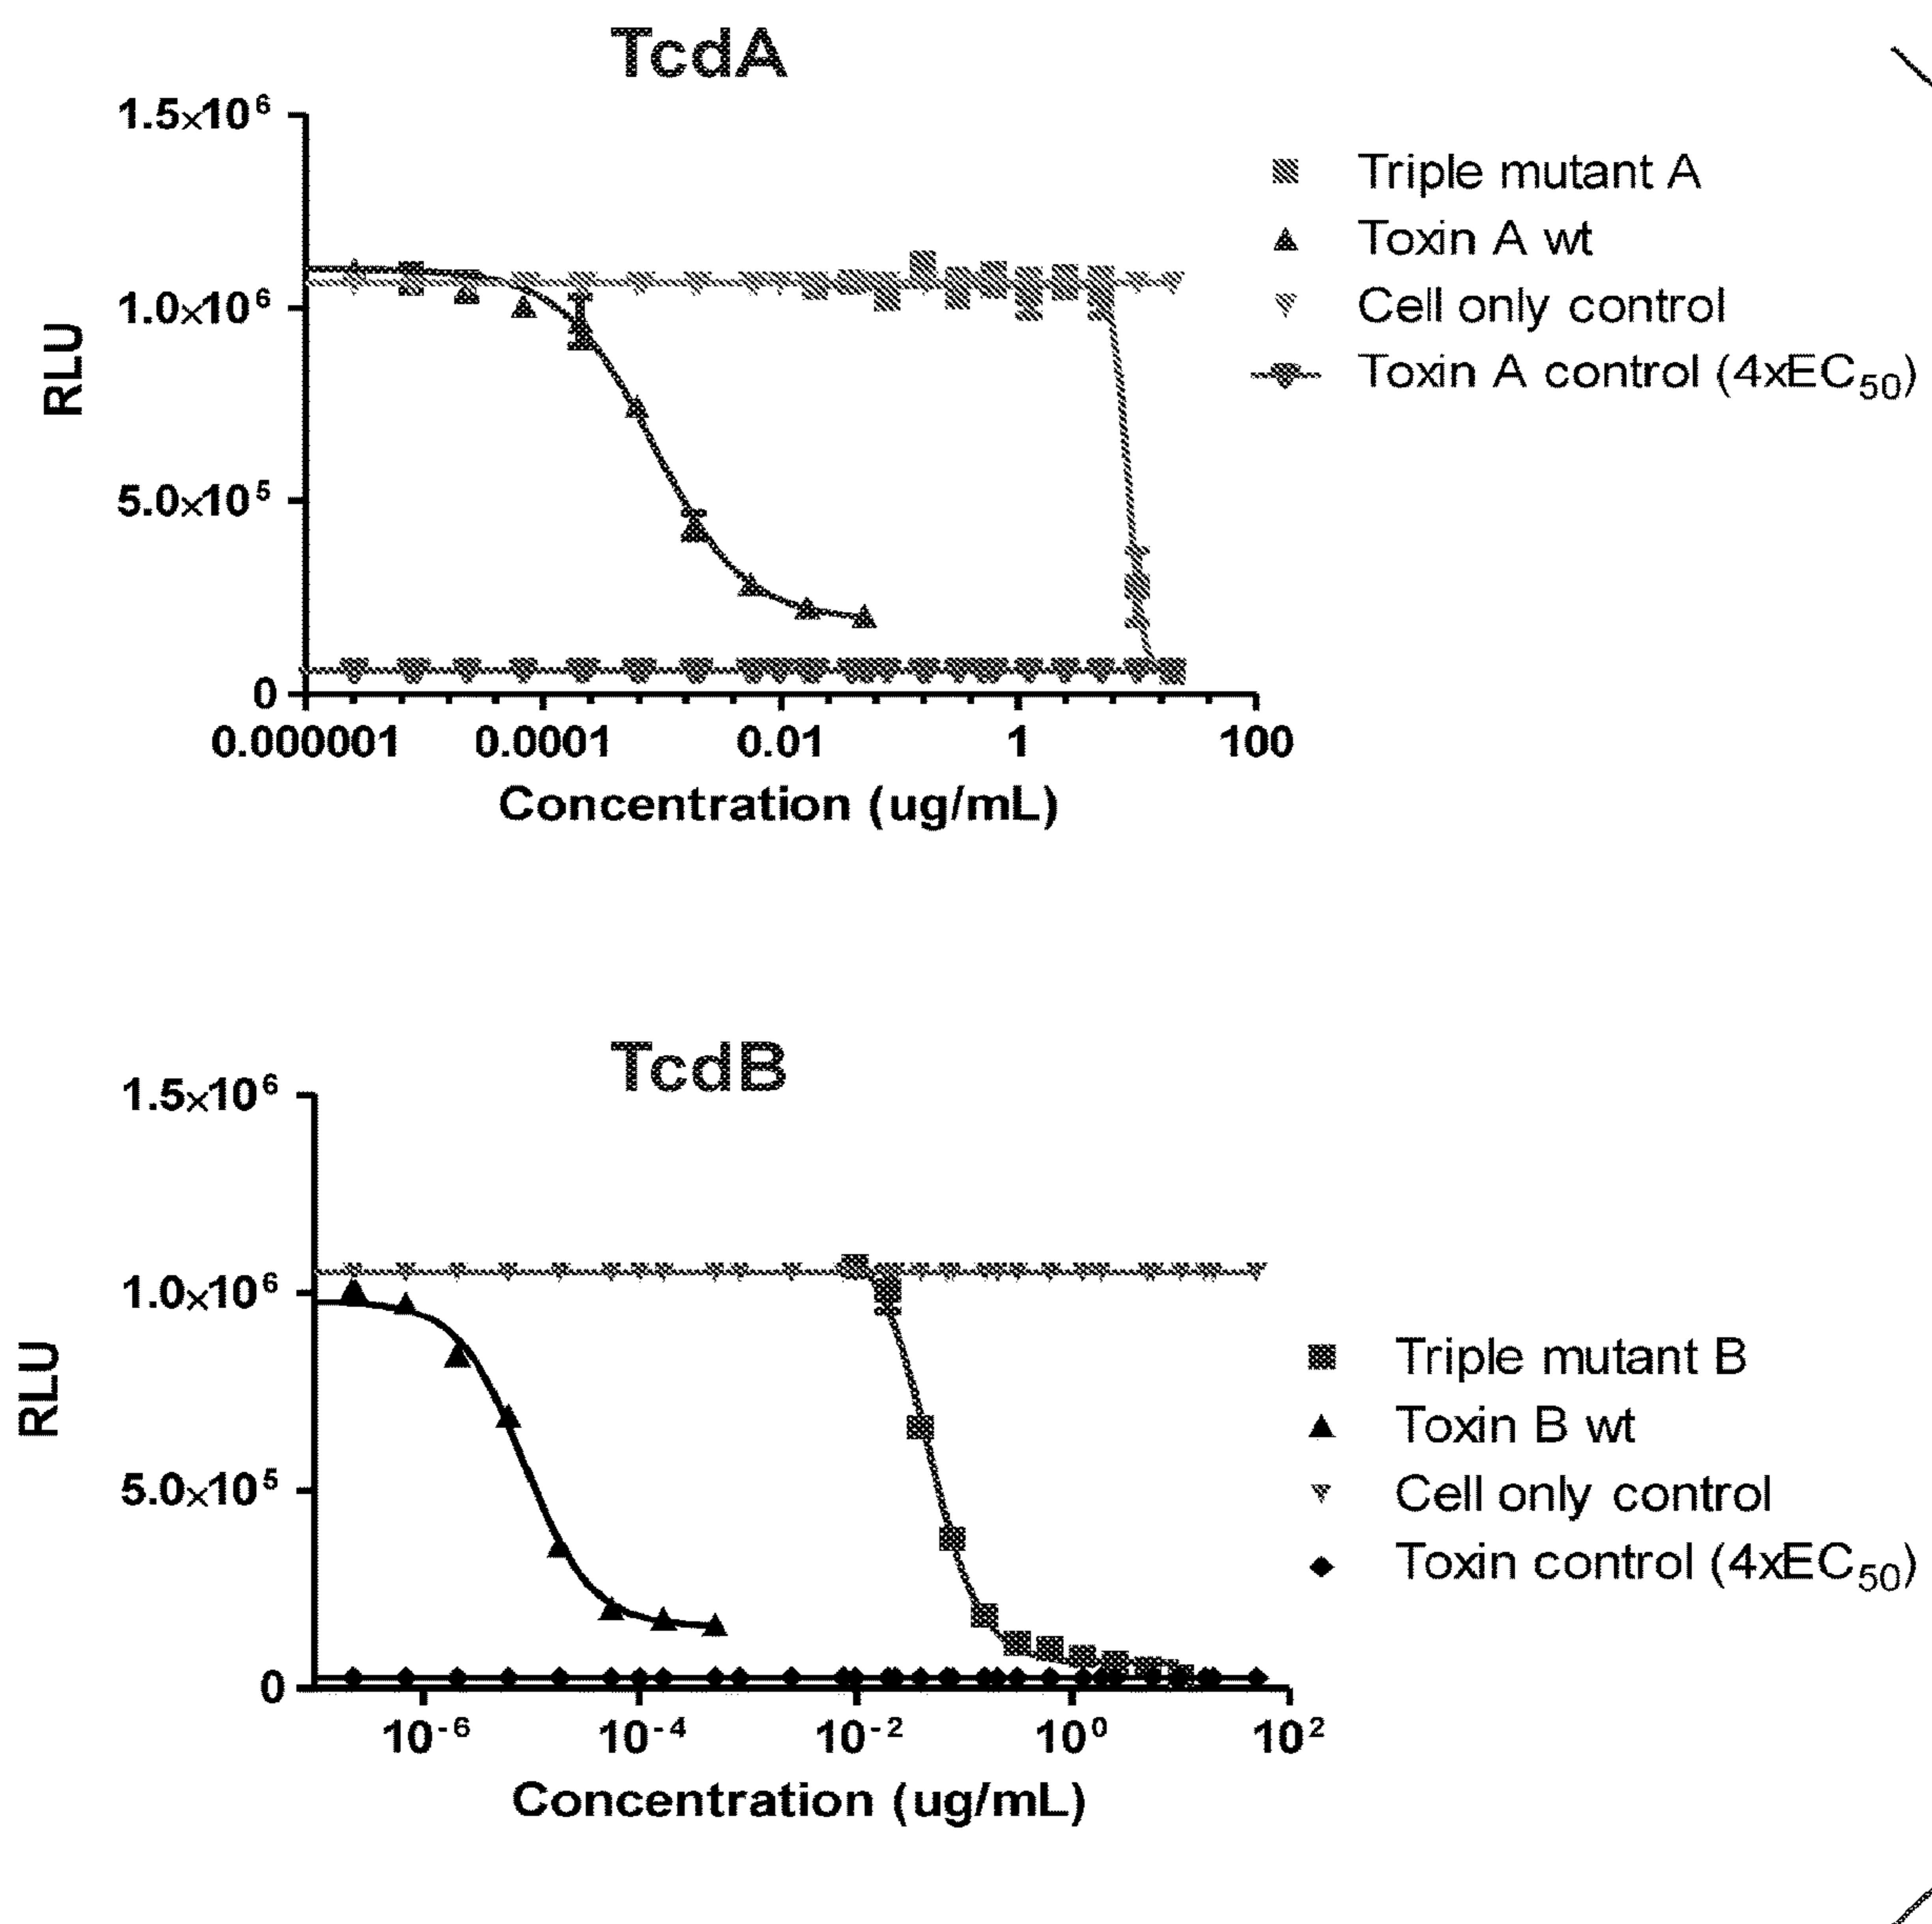 TcdA
1.5×10⁶
1.0×10⁶
5.0×10⁵
0
RLU
0.000001 0.0001 0.01 1 100
Concentration (ug/mL)
Triple mutant A
Toxin A wt
Cell only control
Toxin A control (4xEC₅₀)
TcdB
1.5×10⁶
1.0×10⁶
5.0×10⁵
0
RLU
10⁻⁶ 10⁻⁴ 10⁻² 10⁰ 10²
Concentration (ug/mL)
Triple mutant B
Toxin B wt
Cell only control
Toxin control (4xEC₅₀)